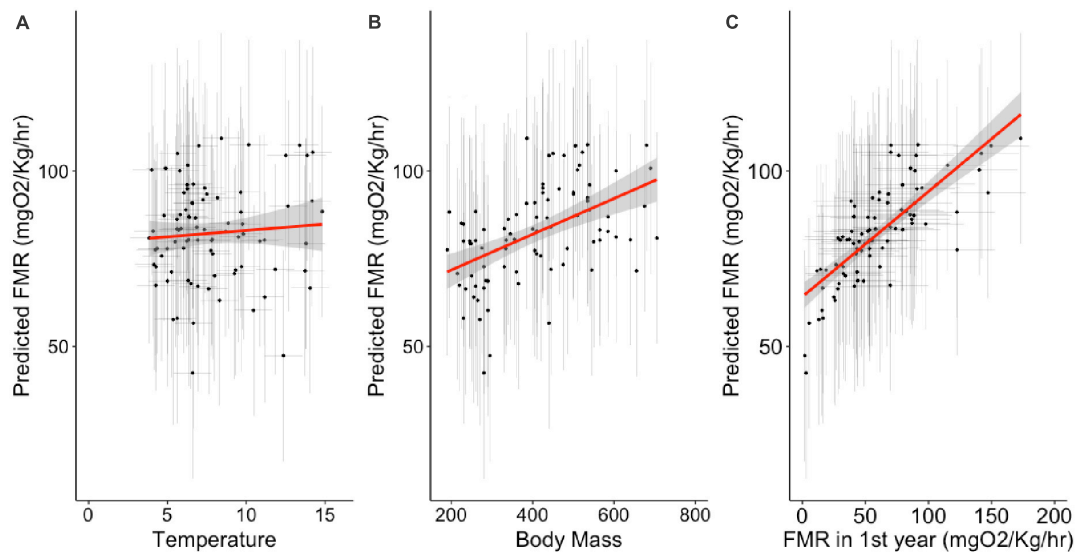 A
Predicted FMR (mgO2/Kg/hr)
100
50
0
5
10
15
Temperature
B
Predicted FMR (mgO2/Kg/hr)
100
50
200
400
600
800
Body Mass
C
Predicted FMR (mgO2/Kg/hr)
100
50
0
50
100
150
200
FMR in 1st year (mgO2/Kg/hr)